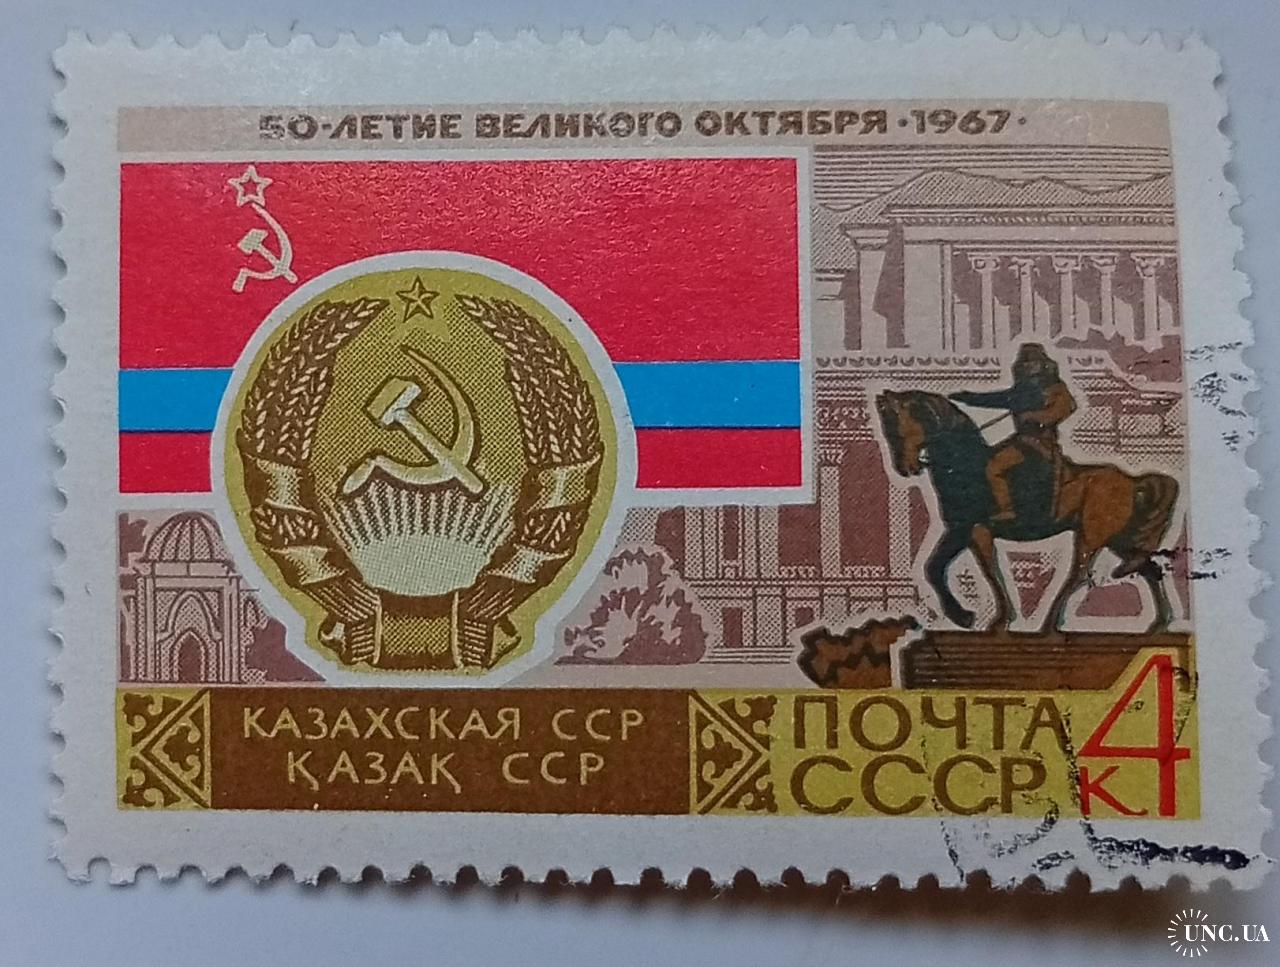 50-ЛЕТИЕ ВЕЛИКОГО ОКТЯБРЯ · 1967 ·
КАЗАХСКАЯ ССР
ҚАЗАҚ ССР
ПОЧТА
СССР
4
К
UNC.UA